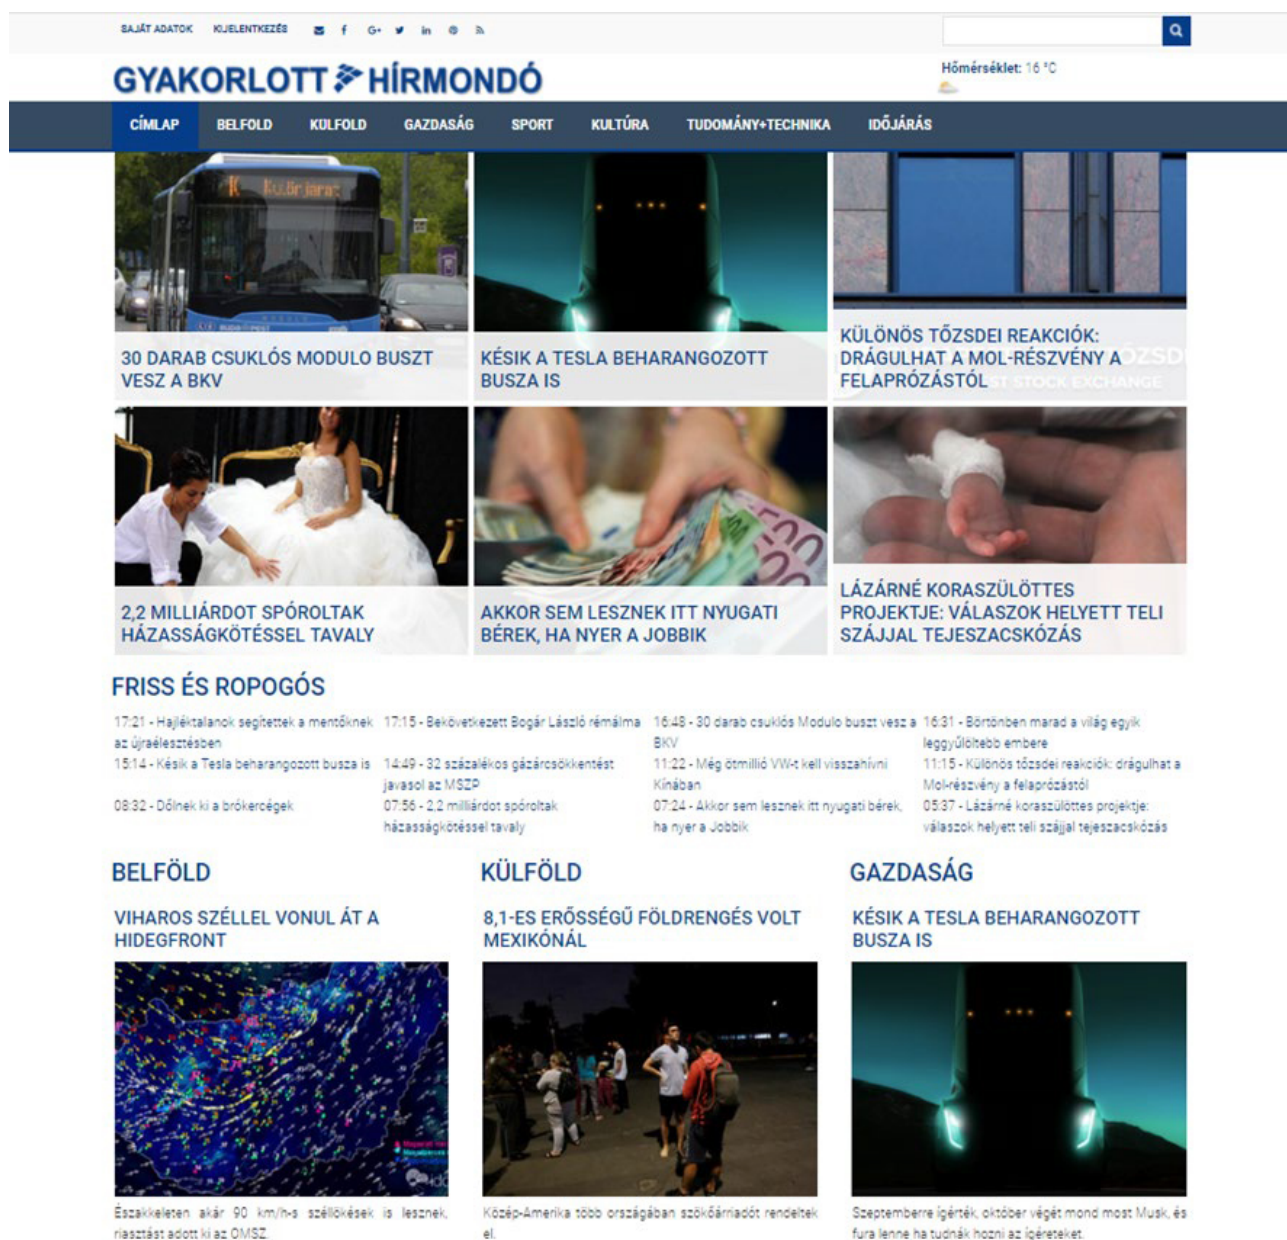 SAJÁT ADATOK KIJELENTKEZÉS
GYAKORLOTT HÍRMONDÓ
Hőmérséklet: 16 °C
CÍMLAP BELFÖLD KÜLFÖLD GAZDASÁG SPORT KULTÚRA TUDOMÁNY+TECHNIKA IDŐJÁRÁS
K Különjárat
30 DARAB CSUKLÓS MODULO BUSZT
VESZ A BKV
KÉSIK A TESLA BEHARANGOZOTT
BUSZA IS
KÜLÖNÖS TŐZSDEI REAKCIÓK:
DRÁGULHAT A MOL-RÉSZVÉNY A
FELAPRÓZÁSTÓL
STOCK EXCHANGE
2,2 MILLIÁRDOT SPÓROLTAK
HÁZASSÁGKÖTÉSSEL TAVALY
AKKOR SEM LESZNEK ITT NYUGATI
BÉREK, HA NYER A JOBBIK
LÁZÁRNÉ KORASZÜLÖTTES
PROJEKTJE: VÁLASZOK HELYETT TELI
SZÁJJAL TEJESZACSKÓZÁS
FRISS ÉS ROPOGÓS
17:21 - Hajléktalanok segítettek a mentőknek
az újraélesztésben
17:15 - Bekövetkezett Bogár László rémálma
16:48 - 30 darab csuklós Modulo buszt vesz a
BKV
16:31 - Börtönben marad a világ egyik
leggyűlöltebb embere
15:14 - Késik a Tesla beharangozott busza is
14:49 - 32 százalékos gázárcsökkentést
javasol az MSZP
11:22 - Még ötmillió VW-t kell visszahívni
Kínában
11:15 - Különös tőzsdei reakciók: drágulhat a
Mol-részvény a felaprózástól
08:32 - Dőlnek ki a brókercégek
07:56 - 2,2 milliárdot spóroltak
házasságkötéssel tavaly
07:24 - Akkor sem lesznek itt nyugati bérek,
ha nyer a Jobbik
05:37 - Lázárné koraszülöttes projektje:
válaszok helyett teli szájjal tejeszacskózás
BELFÖLD
VIHAROS SZÉLLEL VONUL ÁT A
HIDEGFRONT
Északkeleten akár 90 km/h-s széllökések is lesznek,
riasztást adott ki az OMSZ.
KÜLFÖLD
8,1-ES ERŐSSÉGŰ FÖLDRENGÉS VOLT
MEXIKÓNÁL
Közép-Amerika több országában szökőárriadót rendeltek
el.
GAZDASÁG
KÉSIK A TESLA BEHARANGOZOTT
BUSZA IS
Szeptemberre ígérték, október végét mond most Musk, és
fura lenne ha tudnák hozni az ígéreteket.